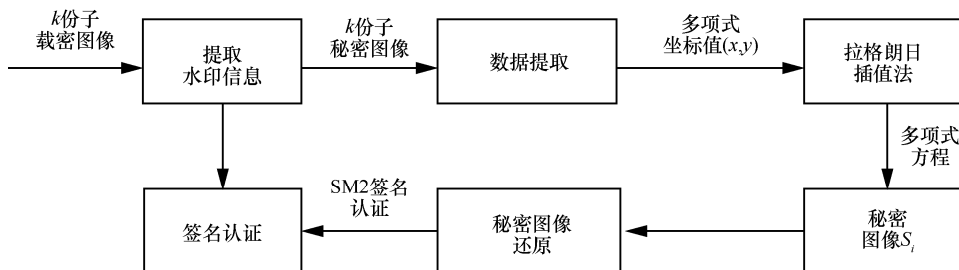 k份子
载密图像
提取
水印信息
k份子
秘密图像
数据提取
多项式
坐标值(x,y)
拉格朗日
插值法
多项式
方程
秘密
图像Si
秘密图像
还原
SM2签名
认证
签名认证